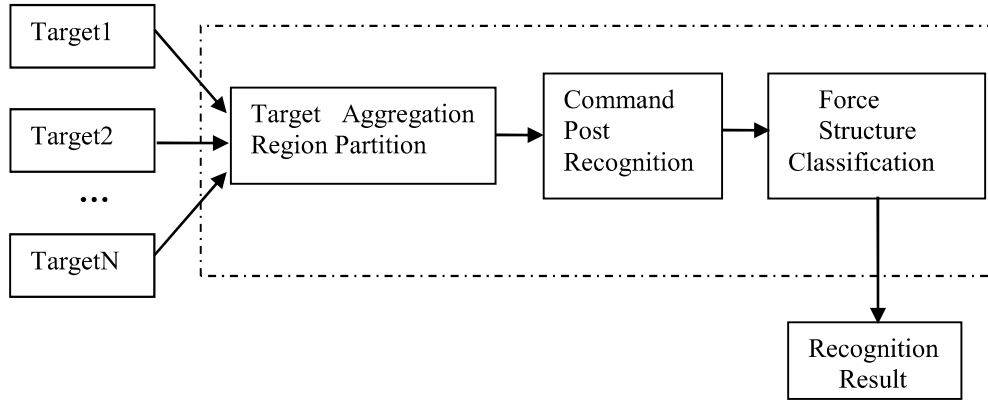 Target1
Target2
...
TargetN
Target Aggregation
Region Partition
Command
Post
Recognition
Force
Structure
Classification
Recognition
Result